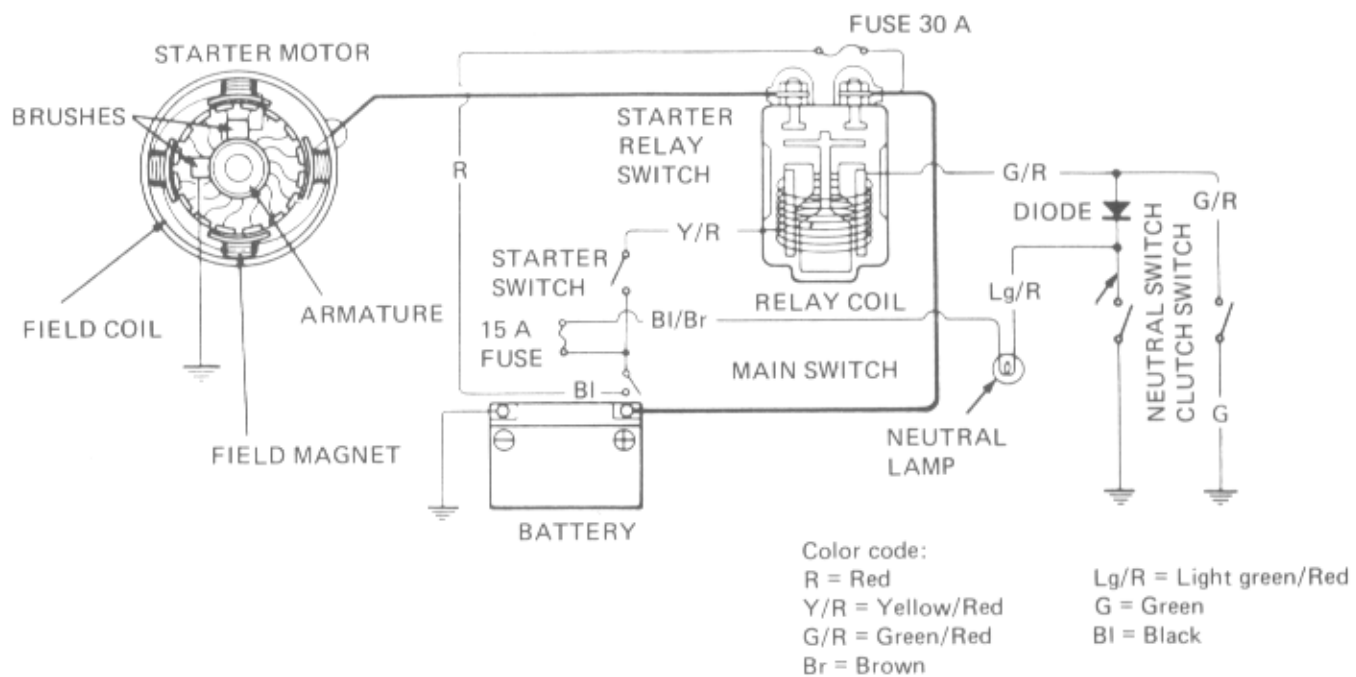 FUSE 30 A
STARTER MOTOR
BRUSHES
STARTER
RELAY
SWITCH
R
G/R
DIODE
G/R
Y/R
STARTER
SWITCH
RELAY COIL
Lg/R
NEUTRAL SWITCH
CLUTCH SWITCH
ARMATURE
FIELD COIL
15 A
FUSE
Bl/Br
MAIN SWITCH
Bl
G
NEUTRAL
LAMP
FIELD MAGNET
BATTERY
Color code:
R = Red
Y/R = Yellow/Red
G/R = Green/Red
Br = Brown
Lg/R = Light green/Red
G = Green
Bl = Black